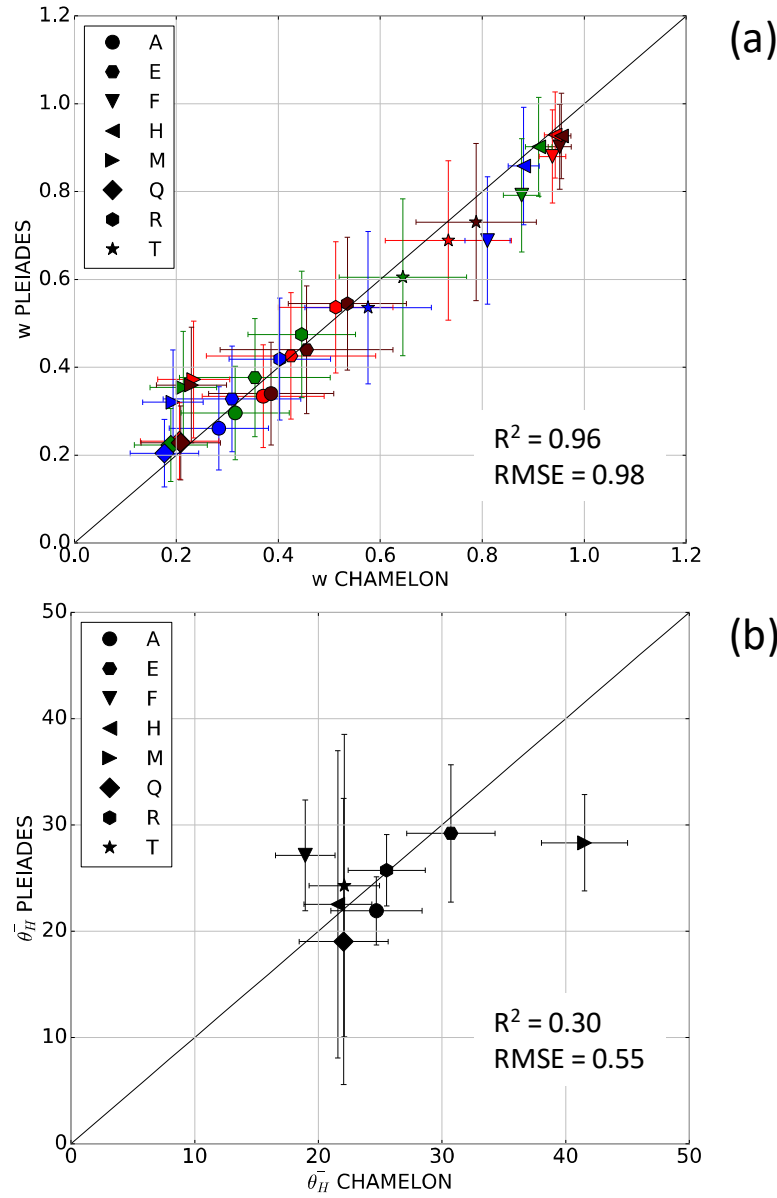 (a)
A
E
F
H
M
Q
R
T
1.2
1.0
0.8
0.6
0.4
0.2
0.0
w PLEIADES
R² = 0.96
RMSE = 0.98
0.0 0.2 0.4 0.6 0.8 1.0 1.2
w CHAMELON
(b)
A
E
F
H
M
Q
R
T
50
40
30
20
10
0
θ̄_H PLEIADES
R² = 0.30
RMSE = 0.55
0 10 20 30 40 50
θ̄_H CHAMELON